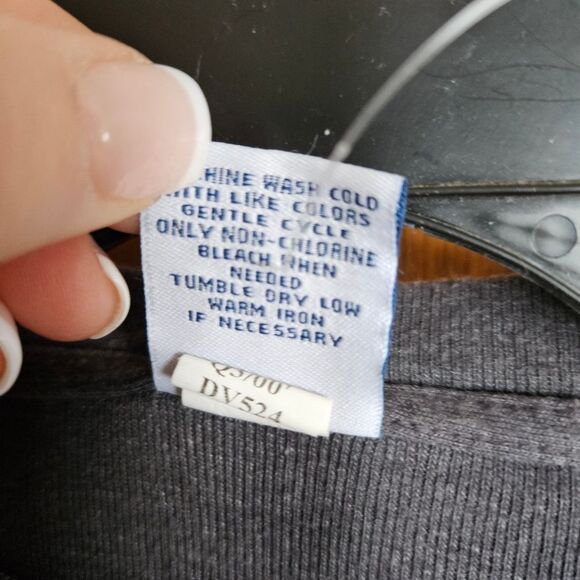 HINE WASH COLD
WITH LIKE COLORS
GENTLE CYCLE
ONLY NON-CHLORINE
BLEACH WHEN
NEEDED
TUMBLE DRY LOW
WARM IRON
IF NECESSARY
DV524